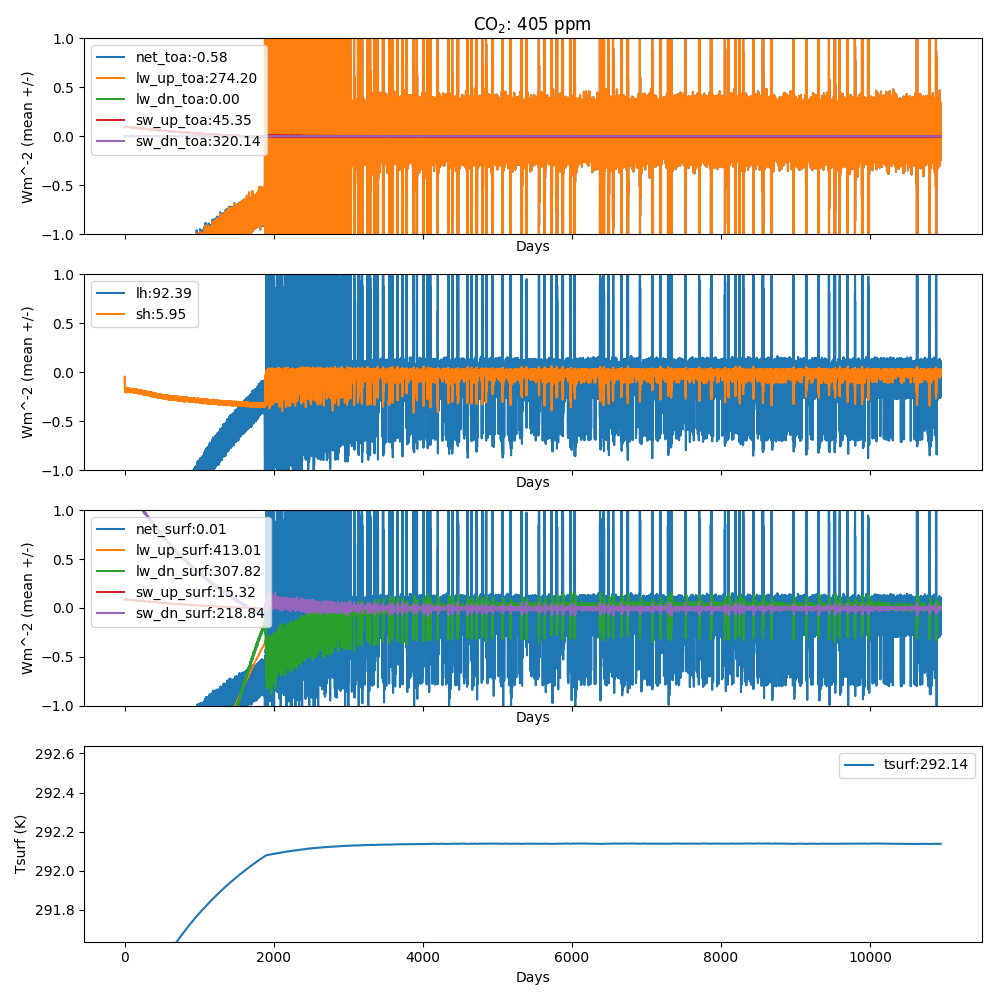 CO₂: 405 ppm
Wm^-2 (mean +/-)
1.0
0.5
0.0
−0.5
−1.0
net_toa:-0.58
lw_up_toa:274.20
lw_dn_toa:0.00
sw_up_toa:45.35
sw_dn_toa:320.14
Days
Wm^-2 (mean +/-)
1.0
0.5
0.0
−0.5
−1.0
lh:92.39
sh:5.95
Days
Wm^-2 (mean +/-)
1.0
0.5
0.0
−0.5
−1.0
net_surf:0.01
lw_up_surf:413.01
lw_dn_surf:307.82
sw_up_surf:15.32
sw_dn_surf:218.84
Days
Tsurf (K)
292.6
292.4
292.2
292.0
291.8
tsurf:292.14
0 2000 4000 6000 8000 10000
Days